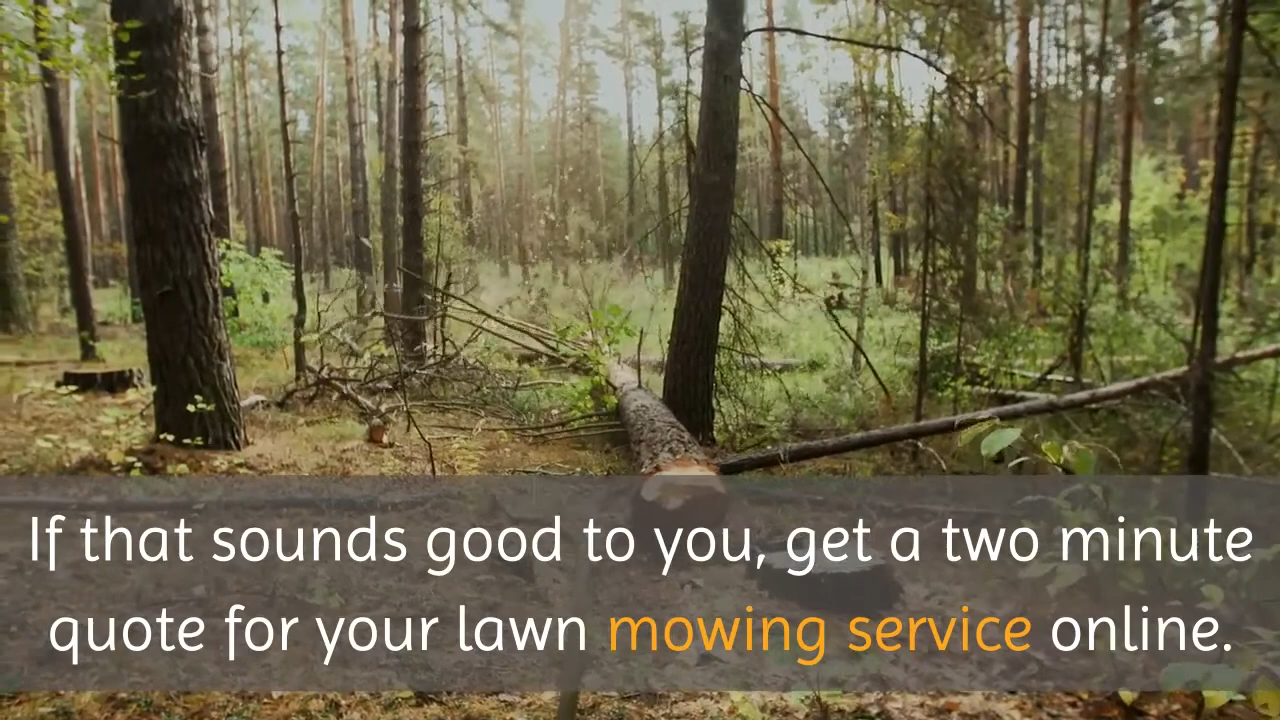 If that sounds good to you, get a two minute
quote for your lawn mowing service online.